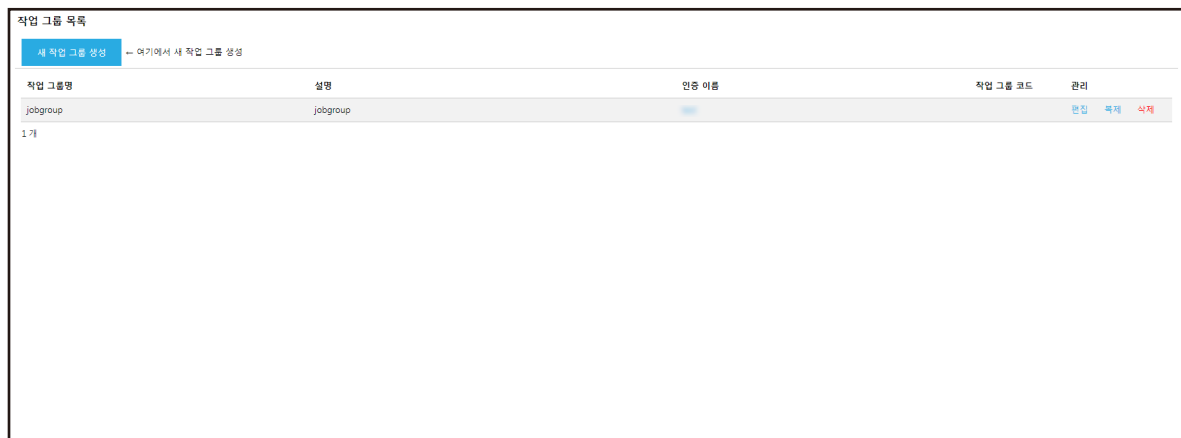 작업 그룹 목록
새 작업 그룹 생성 ← 여기에서 새 작업 그룹 생성
작업 그룹명 설명 인증 이름 작업 그룹 코드 관리
jobgroup jobgroup 편집 복제 삭제
1 개